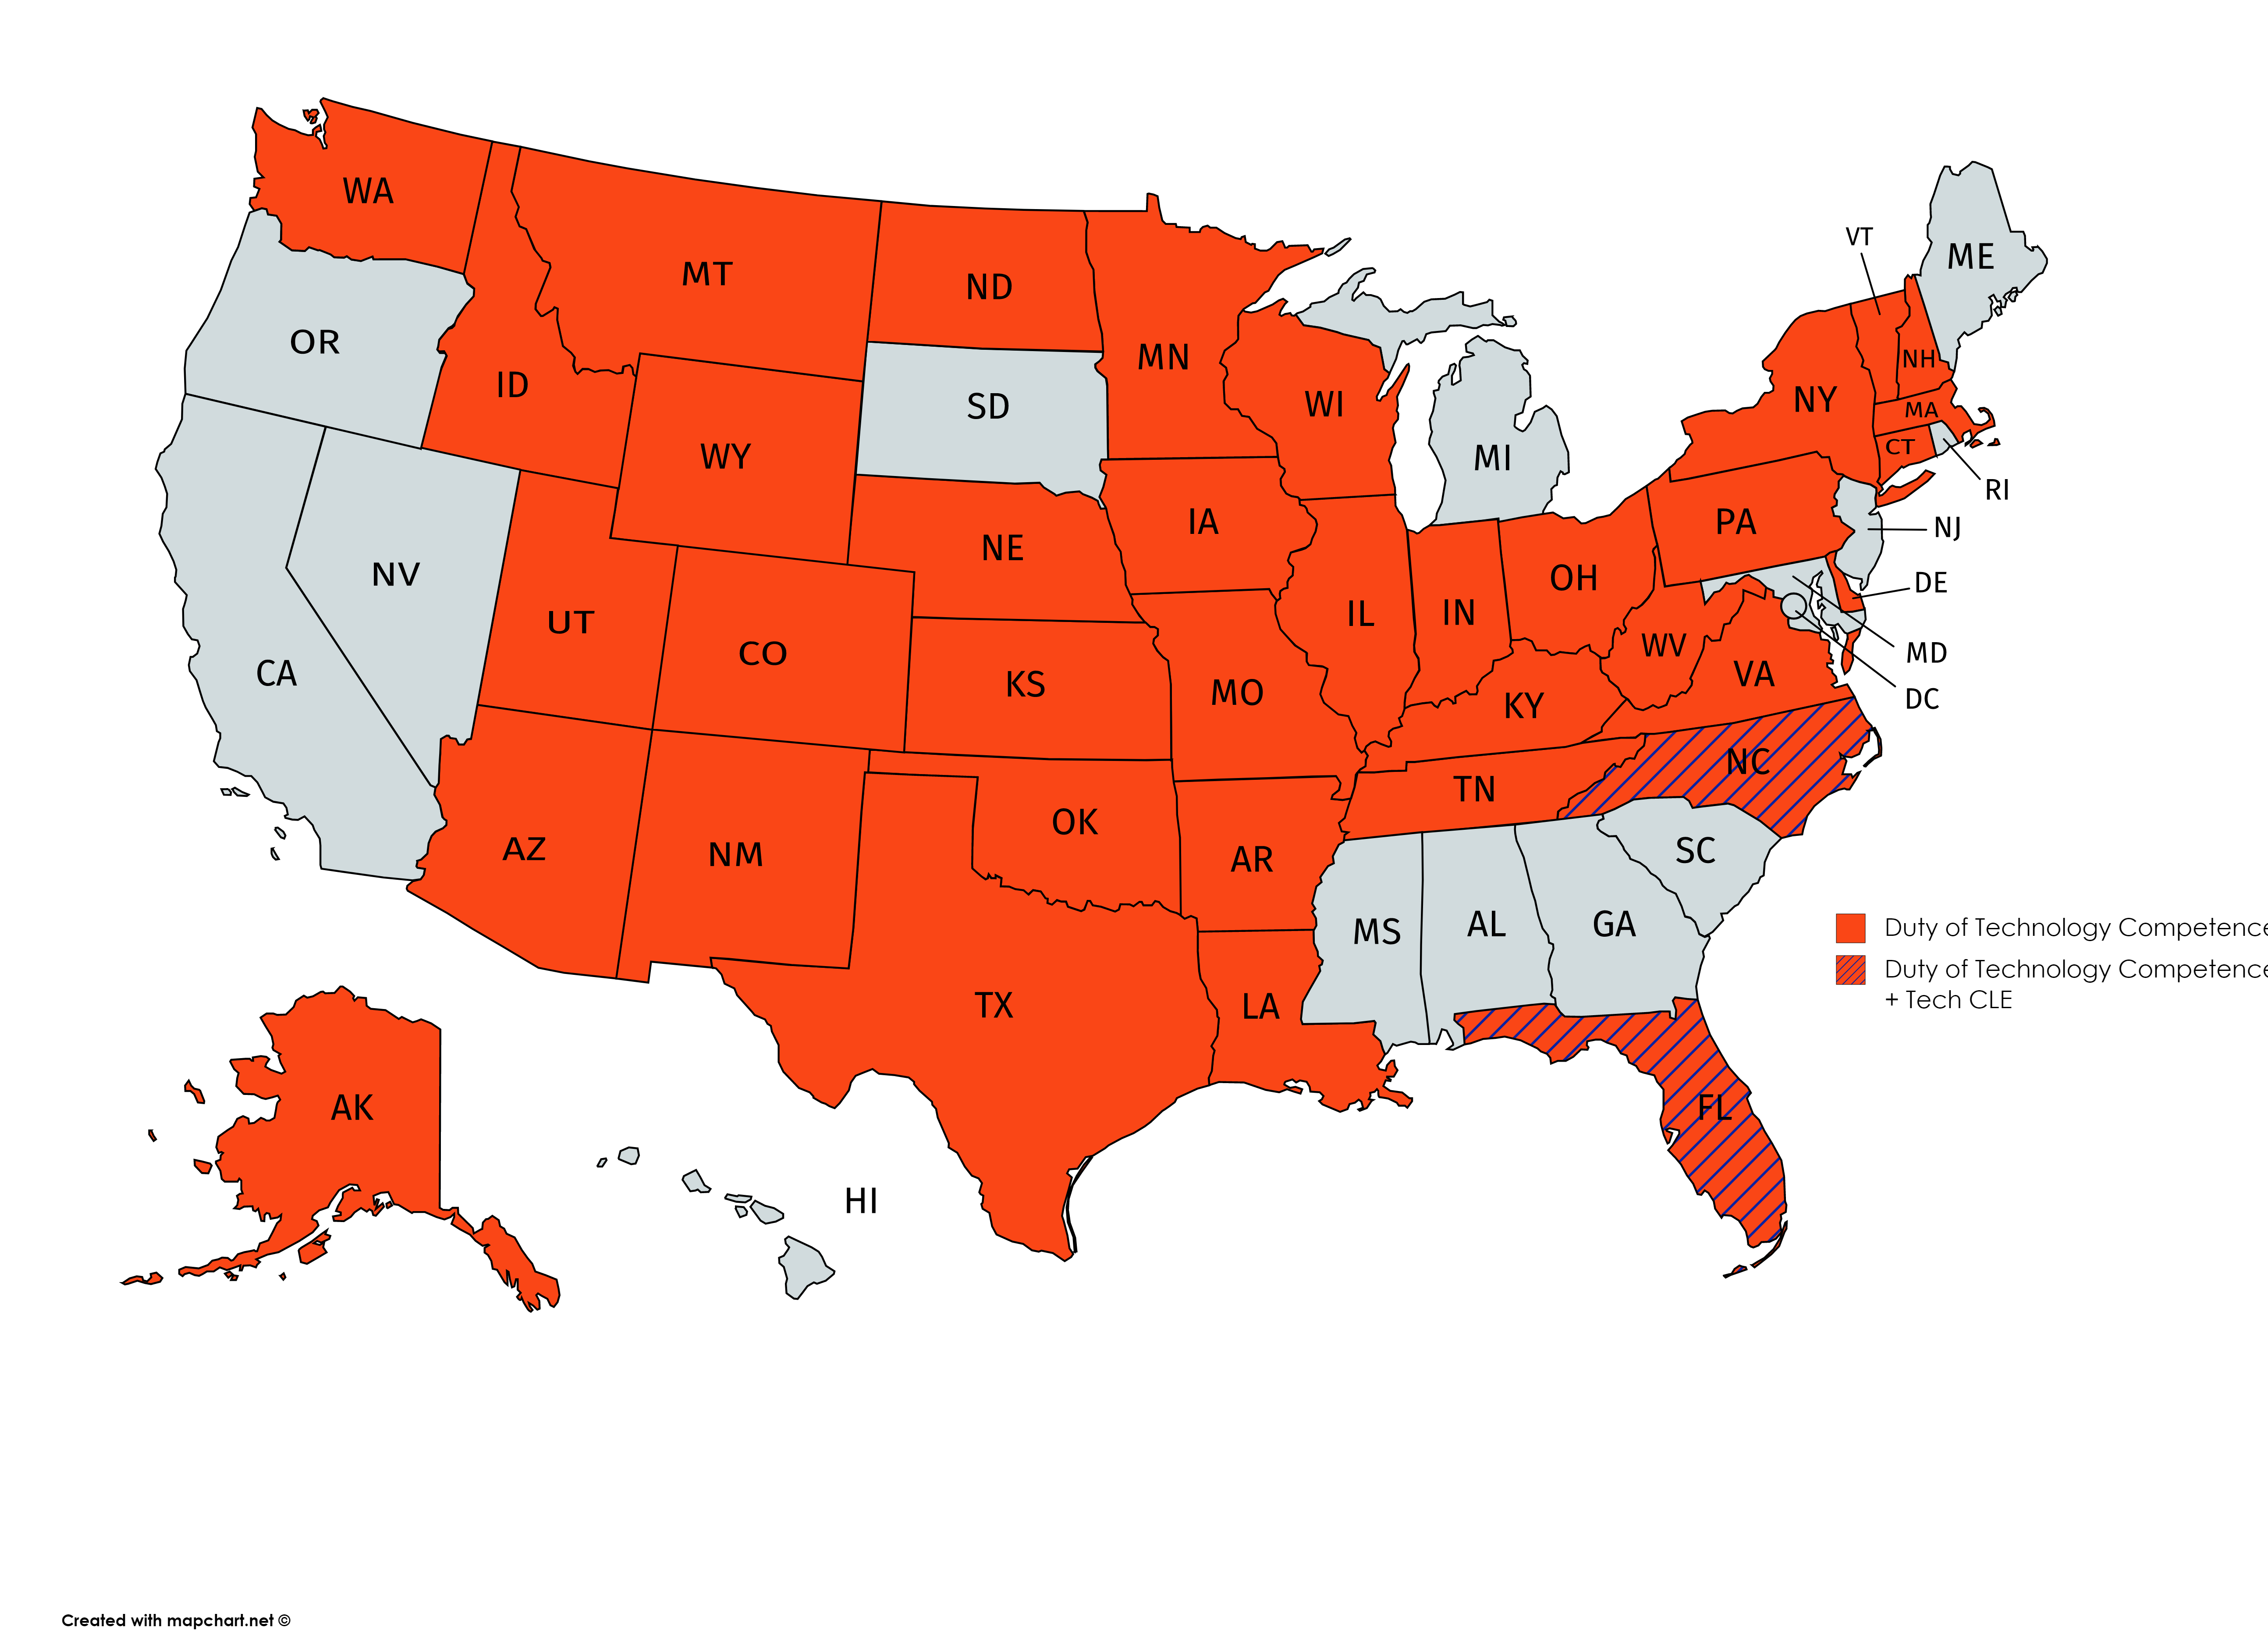 WA
MT
ND
VT
ME
OR
ID
MN
NH
SD
WI
NY
MA
WY
MI
CT
RI
IA
PA
NJ
NV
NE
OH
DE
UT
IL
IN
CO
WV
MD
CA
KS
MO
KY
VA
DC
NC
TN
OK
AZ
NM
AR
SC
MS
AL
GA
Duty of Technology Competence
Duty of Technology Competence
+ Tech CLE
TX
LA
AK
FL
HI
Created with mapchart.net ©